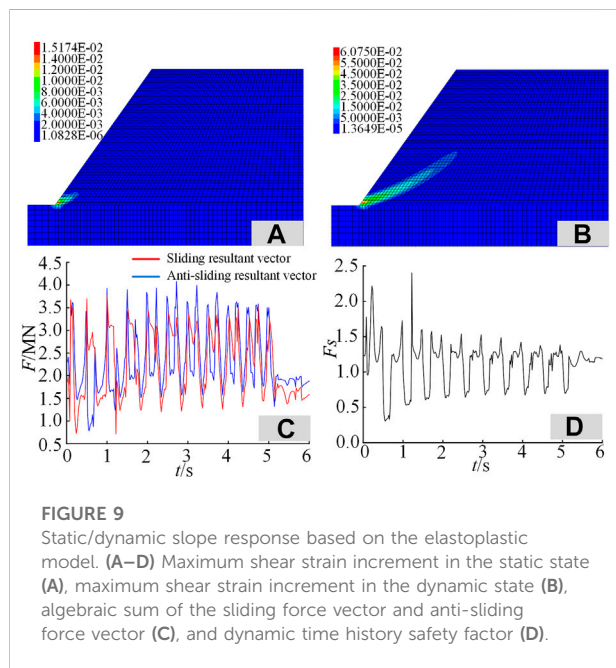 1.5174E-02
1.4000E-02
1.2000E-02
1.0000E-02
8.0000E-03
6.0000E-03
4.0000E-03
2.0000E-03
1.0828E-06
A
6.0750E-02
5.5000E-02
4.5000E-02
3.5000E-02
2.5000E-02
1.5000E-02
5.0000E-03
1.3649E-05
B
Sliding resultant vector
Anti-sliding resultant vector
4.5
4.0
3.5
3.0
2.5
2.0
1.5
1.0
0.5
F/MN
0 1 2 3 4 5 6
t/s
C
2.5
2.0
1.5
1.0
0.5
0.0
Fs
0 1 2 3 4 5 6
t/s
D
FIGURE 9
Static/dynamic slope response based on the elastoplastic
model. (A–D) Maximum shear strain increment in the static state
(A), maximum shear strain increment in the dynamic state (B),
algebraic sum of the sliding force vector and anti-sliding
force vector (C), and dynamic time history safety factor (D).